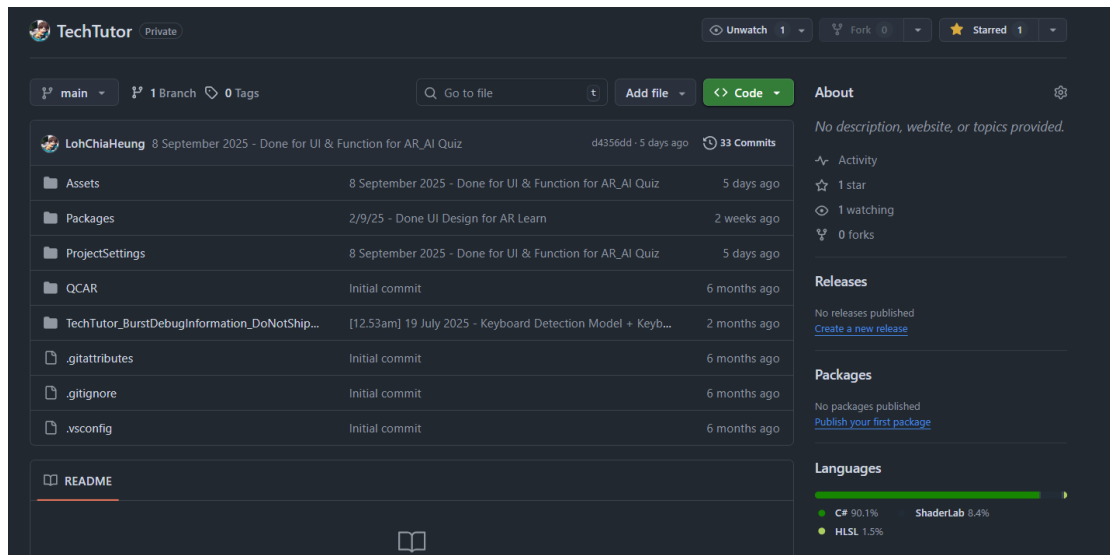 TechTutor Private
Unwatch 1
Fork 0
Starred 1
main
1 Branch
0 Tags
Go to file t
Add file
<> Code
LohChiaHeung 8 September 2025 - Done for UI & Function for AR_AI Quiz d4356dd · 5 days ago 33 Commits
Assets 8 September 2025 - Done for UI & Function for AR_AI Quiz 5 days ago
Packages 2/9/25 - Done UI Design for AR Learn 2 weeks ago
ProjectSettings 8 September 2025 - Done for UI & Function for AR_AI Quiz 5 days ago
QCAR Initial commit 6 months ago
TechTutor_BurstDebugInformation_DoNotShip... [12.53am] 19 July 2025 - Keyboard Detection Model + Keyb... 2 months ago
.gitattributes Initial commit 6 months ago
.gitignore Initial commit 6 months ago
.vsconfig Initial commit 6 months ago
README
About
No description, website, or topics provided.
Activity
1 star
1 watching
0 forks
Releases
No releases published
Create a new release
Packages
No packages published
Publish your first package
Languages
C# 90.1% ShaderLab 8.4%
HLSL 1.5%